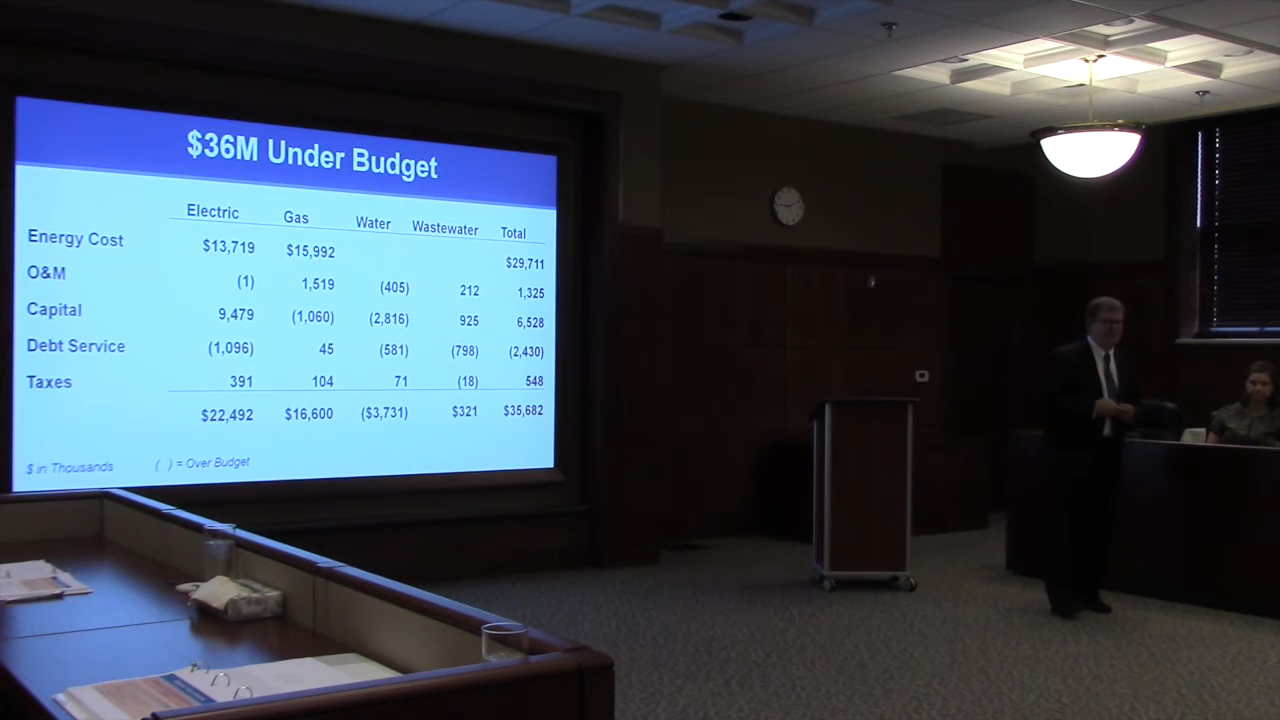 $36M Under Budget
Electric Gas Water Wastewater Total
Energy Cost $13,719 $15,992 $29,711
O&M (1) 1,519 (405) 212 1,325
Capital 9,479 (1,060) (2,816) 925 6,528
Debt Service (1,096) 45 (581) (798) (2,430)
Taxes 391 104 71 (18) 548
$22,492 $16,600 ($3,731) $321 $35,682
$ in Thousands ( ) = Over Budget